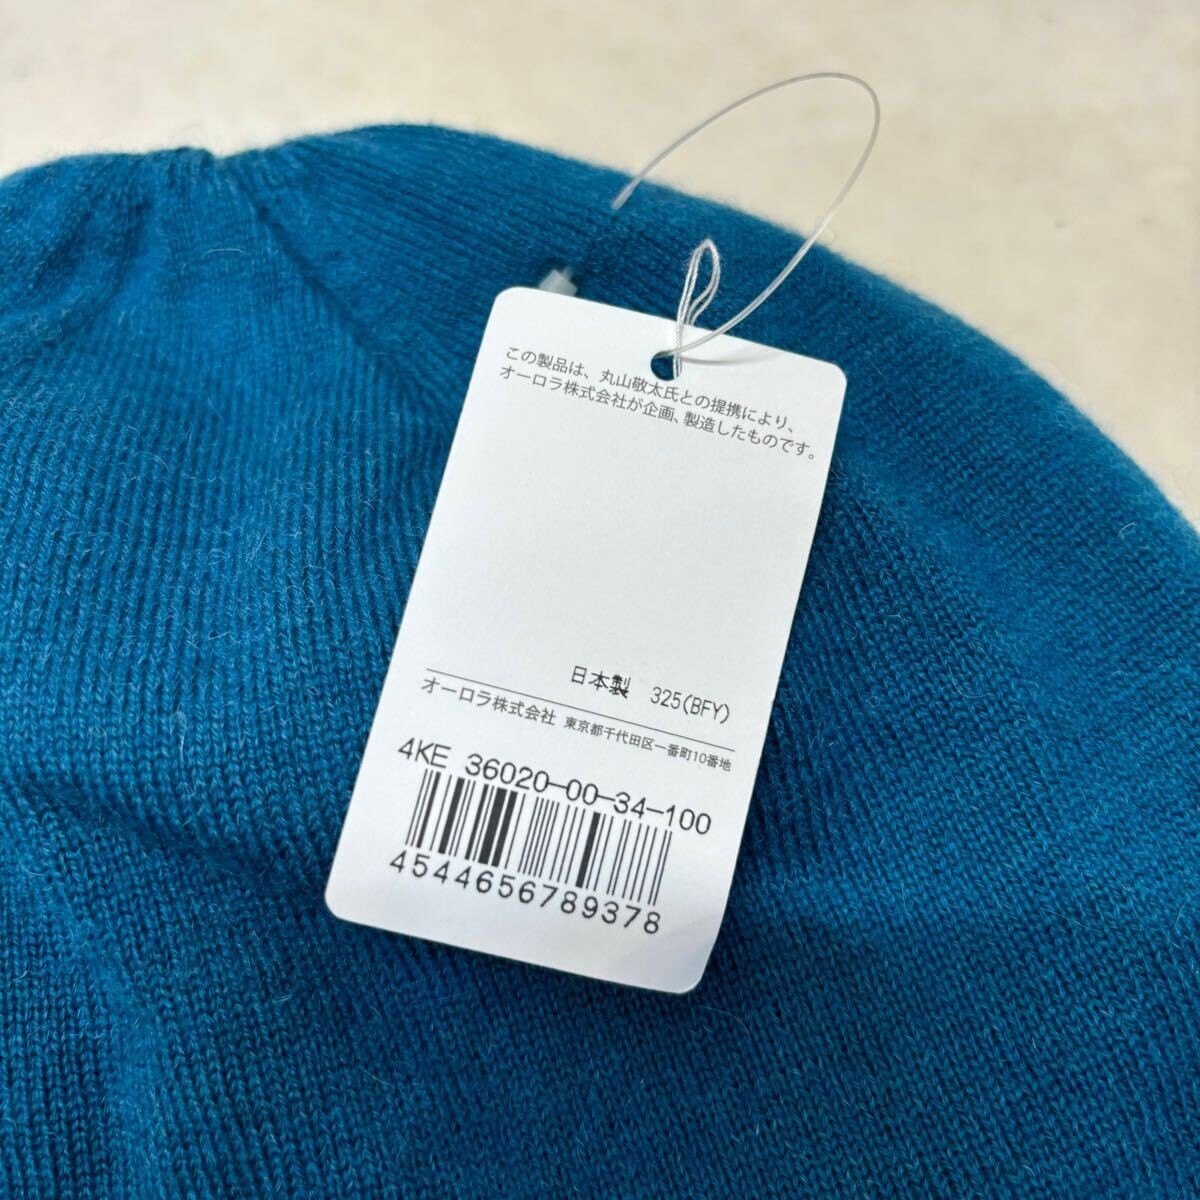 この製品は、丸山敬太氏との提携により、
オーロラ株式会社が企画、製造したものです。
日本製 325(BFY)
オーロラ株式会社 東京都千代田区一番町10番地
4KE 36020-00-34-100
4544656789378